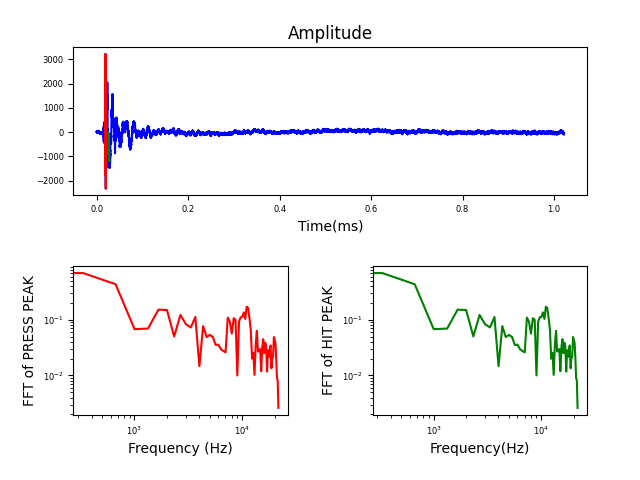 Amplitude
3000
2000
1000
0
−1000
−2000
0.0 0.2 0.4 0.6 0.8 1.0
Time(ms)
FFT of PRESS PEAK
10⁻¹
10⁻²
10³ 10⁴
Frequency (Hz)
FFT of HIT PEAK
10⁻¹
10⁻²
10³ 10⁴
Frequency(Hz)